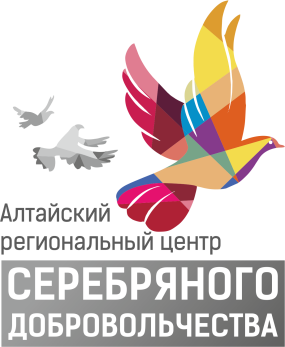 Алтайский
региональный центр
СЕРЕБРЯНОГО
ДОБРОВОЛЬЧЕСТВА